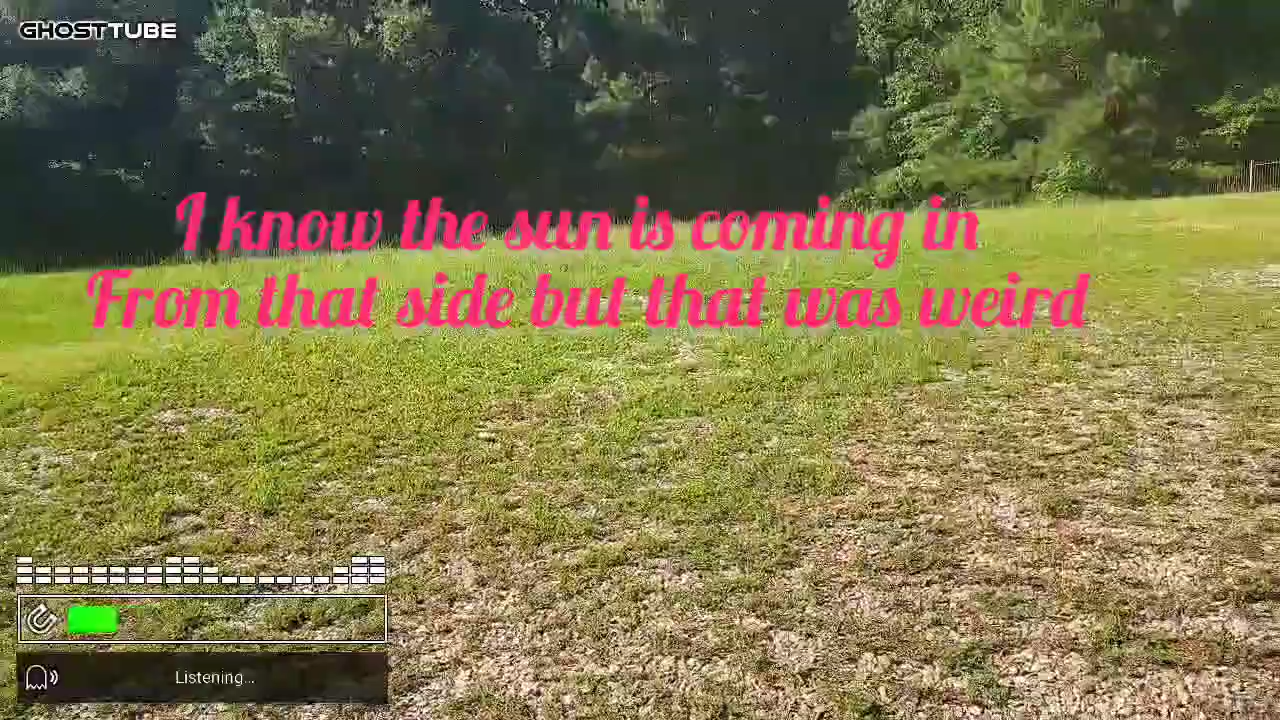 GHOSTTUBE
I know the sun is coming in
From that side but that was weird
Listening...